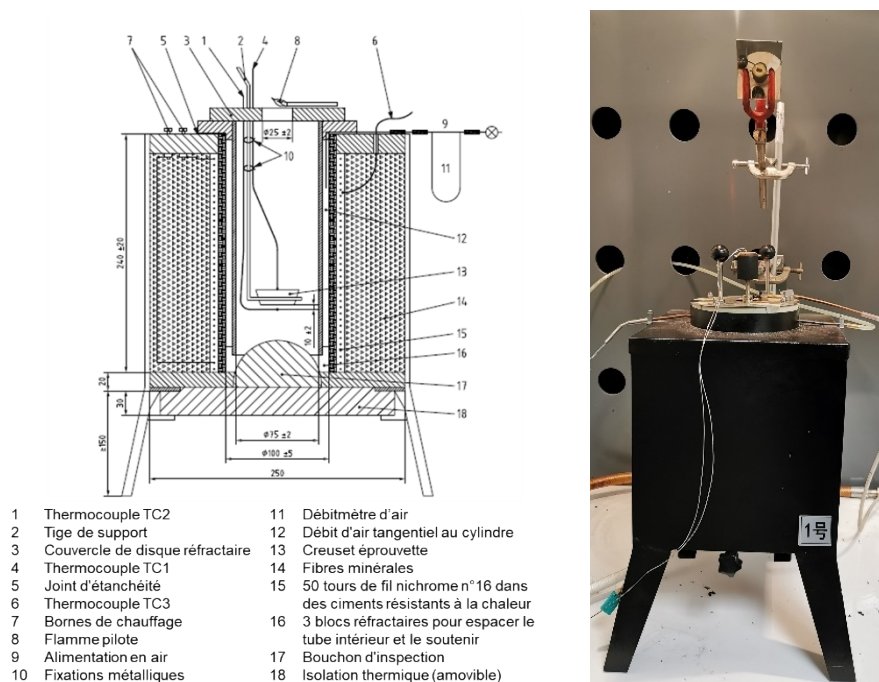 7 1 3 5 2 4 8 6
9
Ø25 ±2
10
11
240 ±20
12
13
10 ±2
14
15
16
20
17
30
18
≥150
Ø75 ±2
Ø100 ±5
250
1 Thermocouple TC2
2 Tige de support
3 Couvercle de disque réfractaire
4 Thermocouple TC1
5 Joint d'étanchéité
6 Thermocouple TC3
7 Bornes de chauffage
8 Flamme pilote
9 Alimentation en air
10 Fixations métalliques
11 Débitmètre d'air
12 Débit d'air tangentiel au cylindre
13 Creuset éprouvette
14 Fibres minérales
15 50 tours de fil nichrome n°16 dans
des ciments résistants à la chaleur
16 3 blocs réfractaires pour espacer le
tube intérieur et le soutenir
17 Bouchon d'inspection
18 Isolation thermique (amovible)
1号